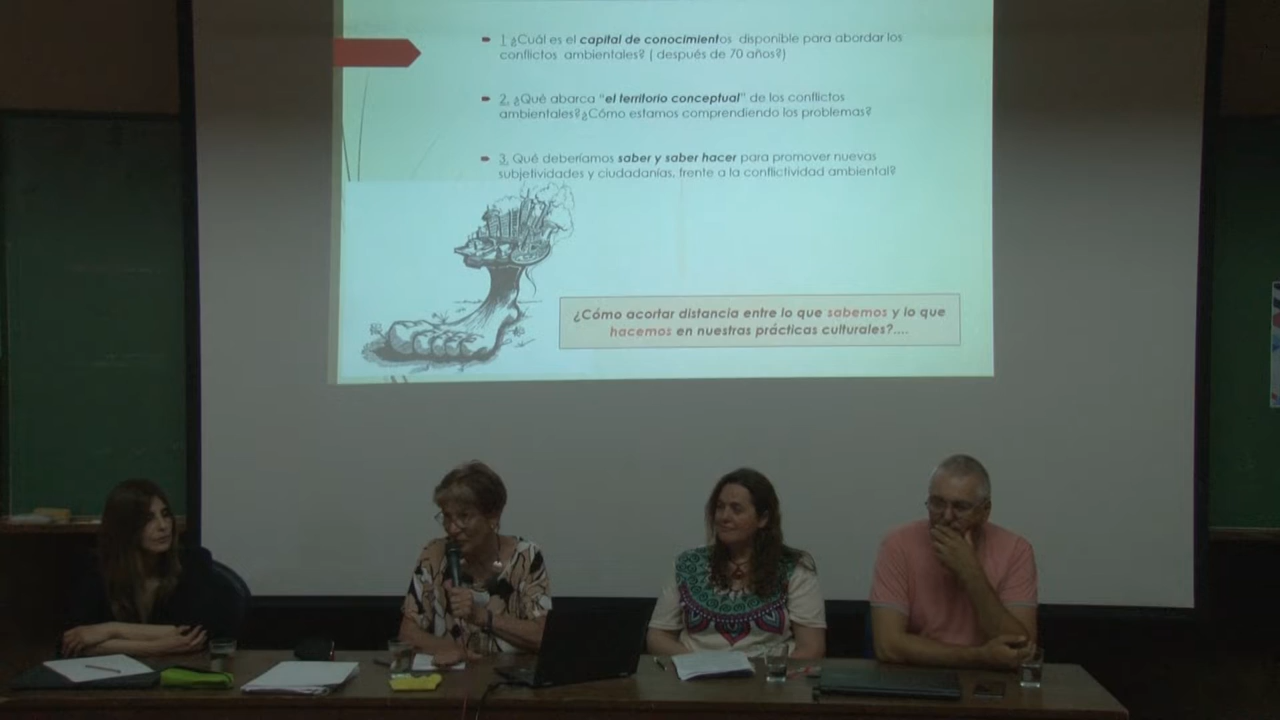 1 ¿Cuál es el capital de conocimientos disponible para abordar los
conflictos ambientales? ( después de 70 años?)
2. ¿Qué abarca "el territorio conceptual" de los conflictos
ambientales?¿Cómo estamos comprendiendo los problemas?
3. Qué deberíamos saber y saber hacer para promover nuevas
subjetividades y ciudadanías, frente a la conflictividad ambiental?
¿Cómo acortar distancia entre lo que sabemos y lo que
hacemos en nuestras prácticas culturales?....